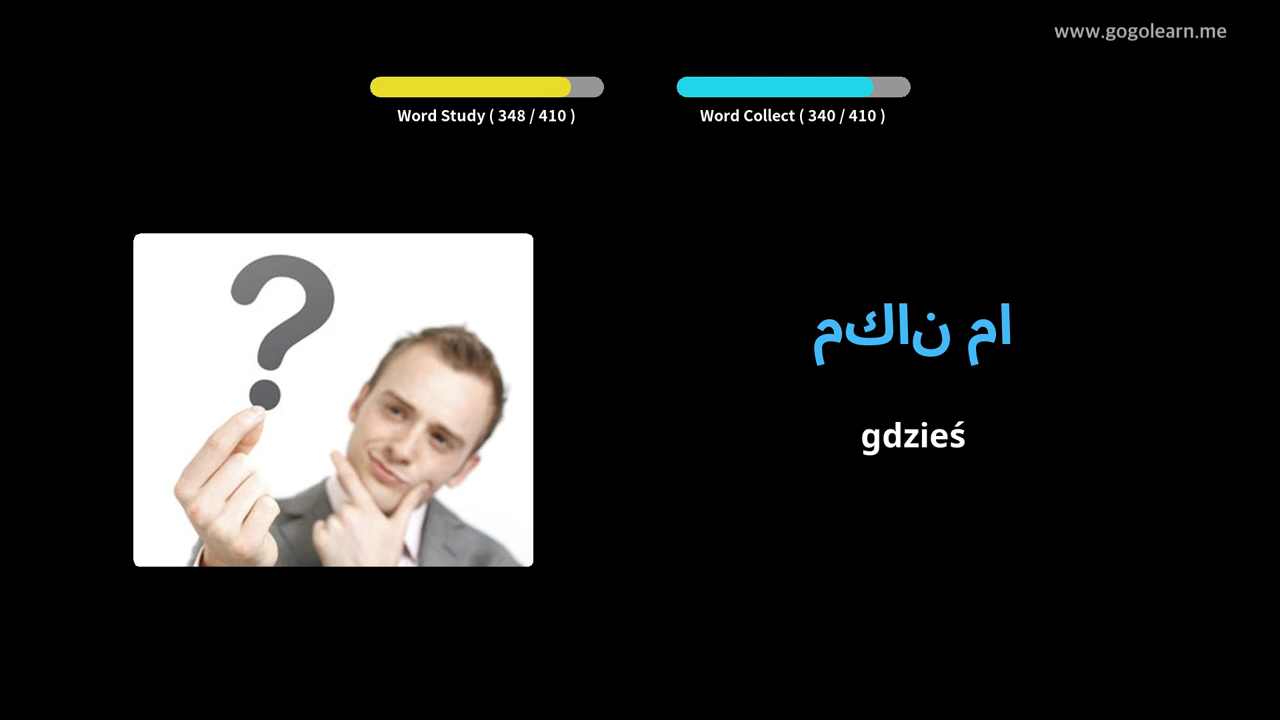 www.gogolearn.me
Word Study ( 348 / 410 )
Word Collect ( 340 / 410 )
مكان ما
gdzieś